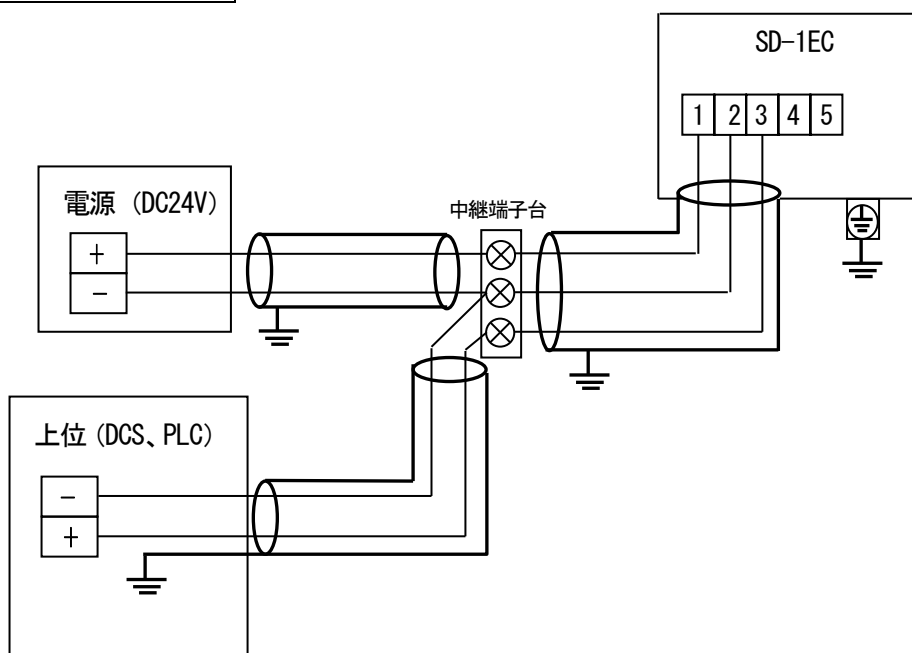 SD-1EC
1 2 3 4 5
電源 (DC24V)
+
-
中継端子台
上位 (DCS、PLC)
-
+